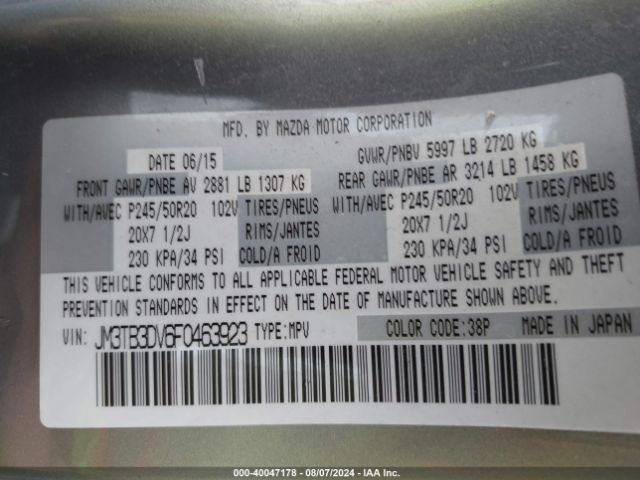 MFD. BY MAZDA MOTOR CORPORATION
DATE 06/15 GVWR/PNBV 5997 LB 2720 KG
FRONT GAWR/PNBE AV 2881 LB 1307 KG REAR GAWR/PNBE AR 3214 LB 1458 KG
WITH/AVEC P245/50R20 102V TIRES/PNEUS WITH/AVEC P245/50R20 102V TIRES/PNEUS
20X7 1/2J RIMS/JANTES 20X7 1/2J RIMS/JANTES
230 KPA/34 PSI COLD/A FROID 230 KPA/34 PSI COLD/A FROID
THIS VEHICLE CONFORMS TO ALL APPLICABLE FEDERAL MOTOR VEHICLE SAFETY AND THEFT
PREVENTION STANDARDS IN EFFECT ON THE DATE OF MANUFACTURE SHOWN ABOVE.
VIN: JM3TB3DV6F0463923 TYPE:MPV COLOR CODE:38P MADE IN JAPAN
000-40047178 - 08/07/2024 - IAA Inc.